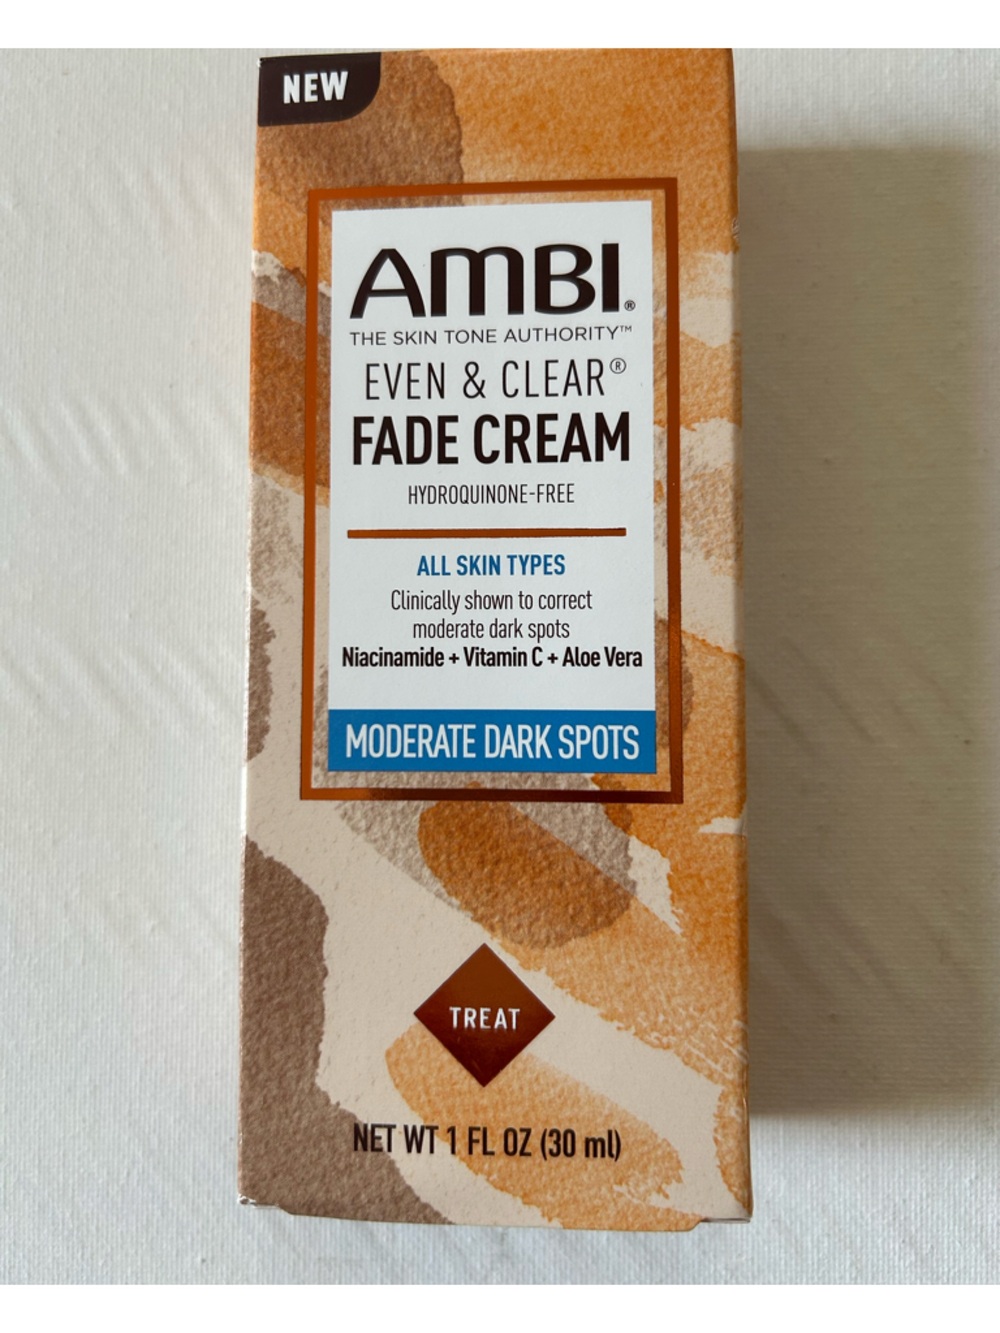 NEW
AMBI®
THE SKIN TONE AUTHORITY™
EVEN & CLEAR®
FADE CREAM
HYDROQUINONE-FREE
ALL SKIN TYPES
Clinically shown to correct
moderate dark spots
Niacinamide + Vitamin C + Aloe Vera
MODERATE DARK SPOTS
TREAT
NET WT 1 FL OZ (30 ml)